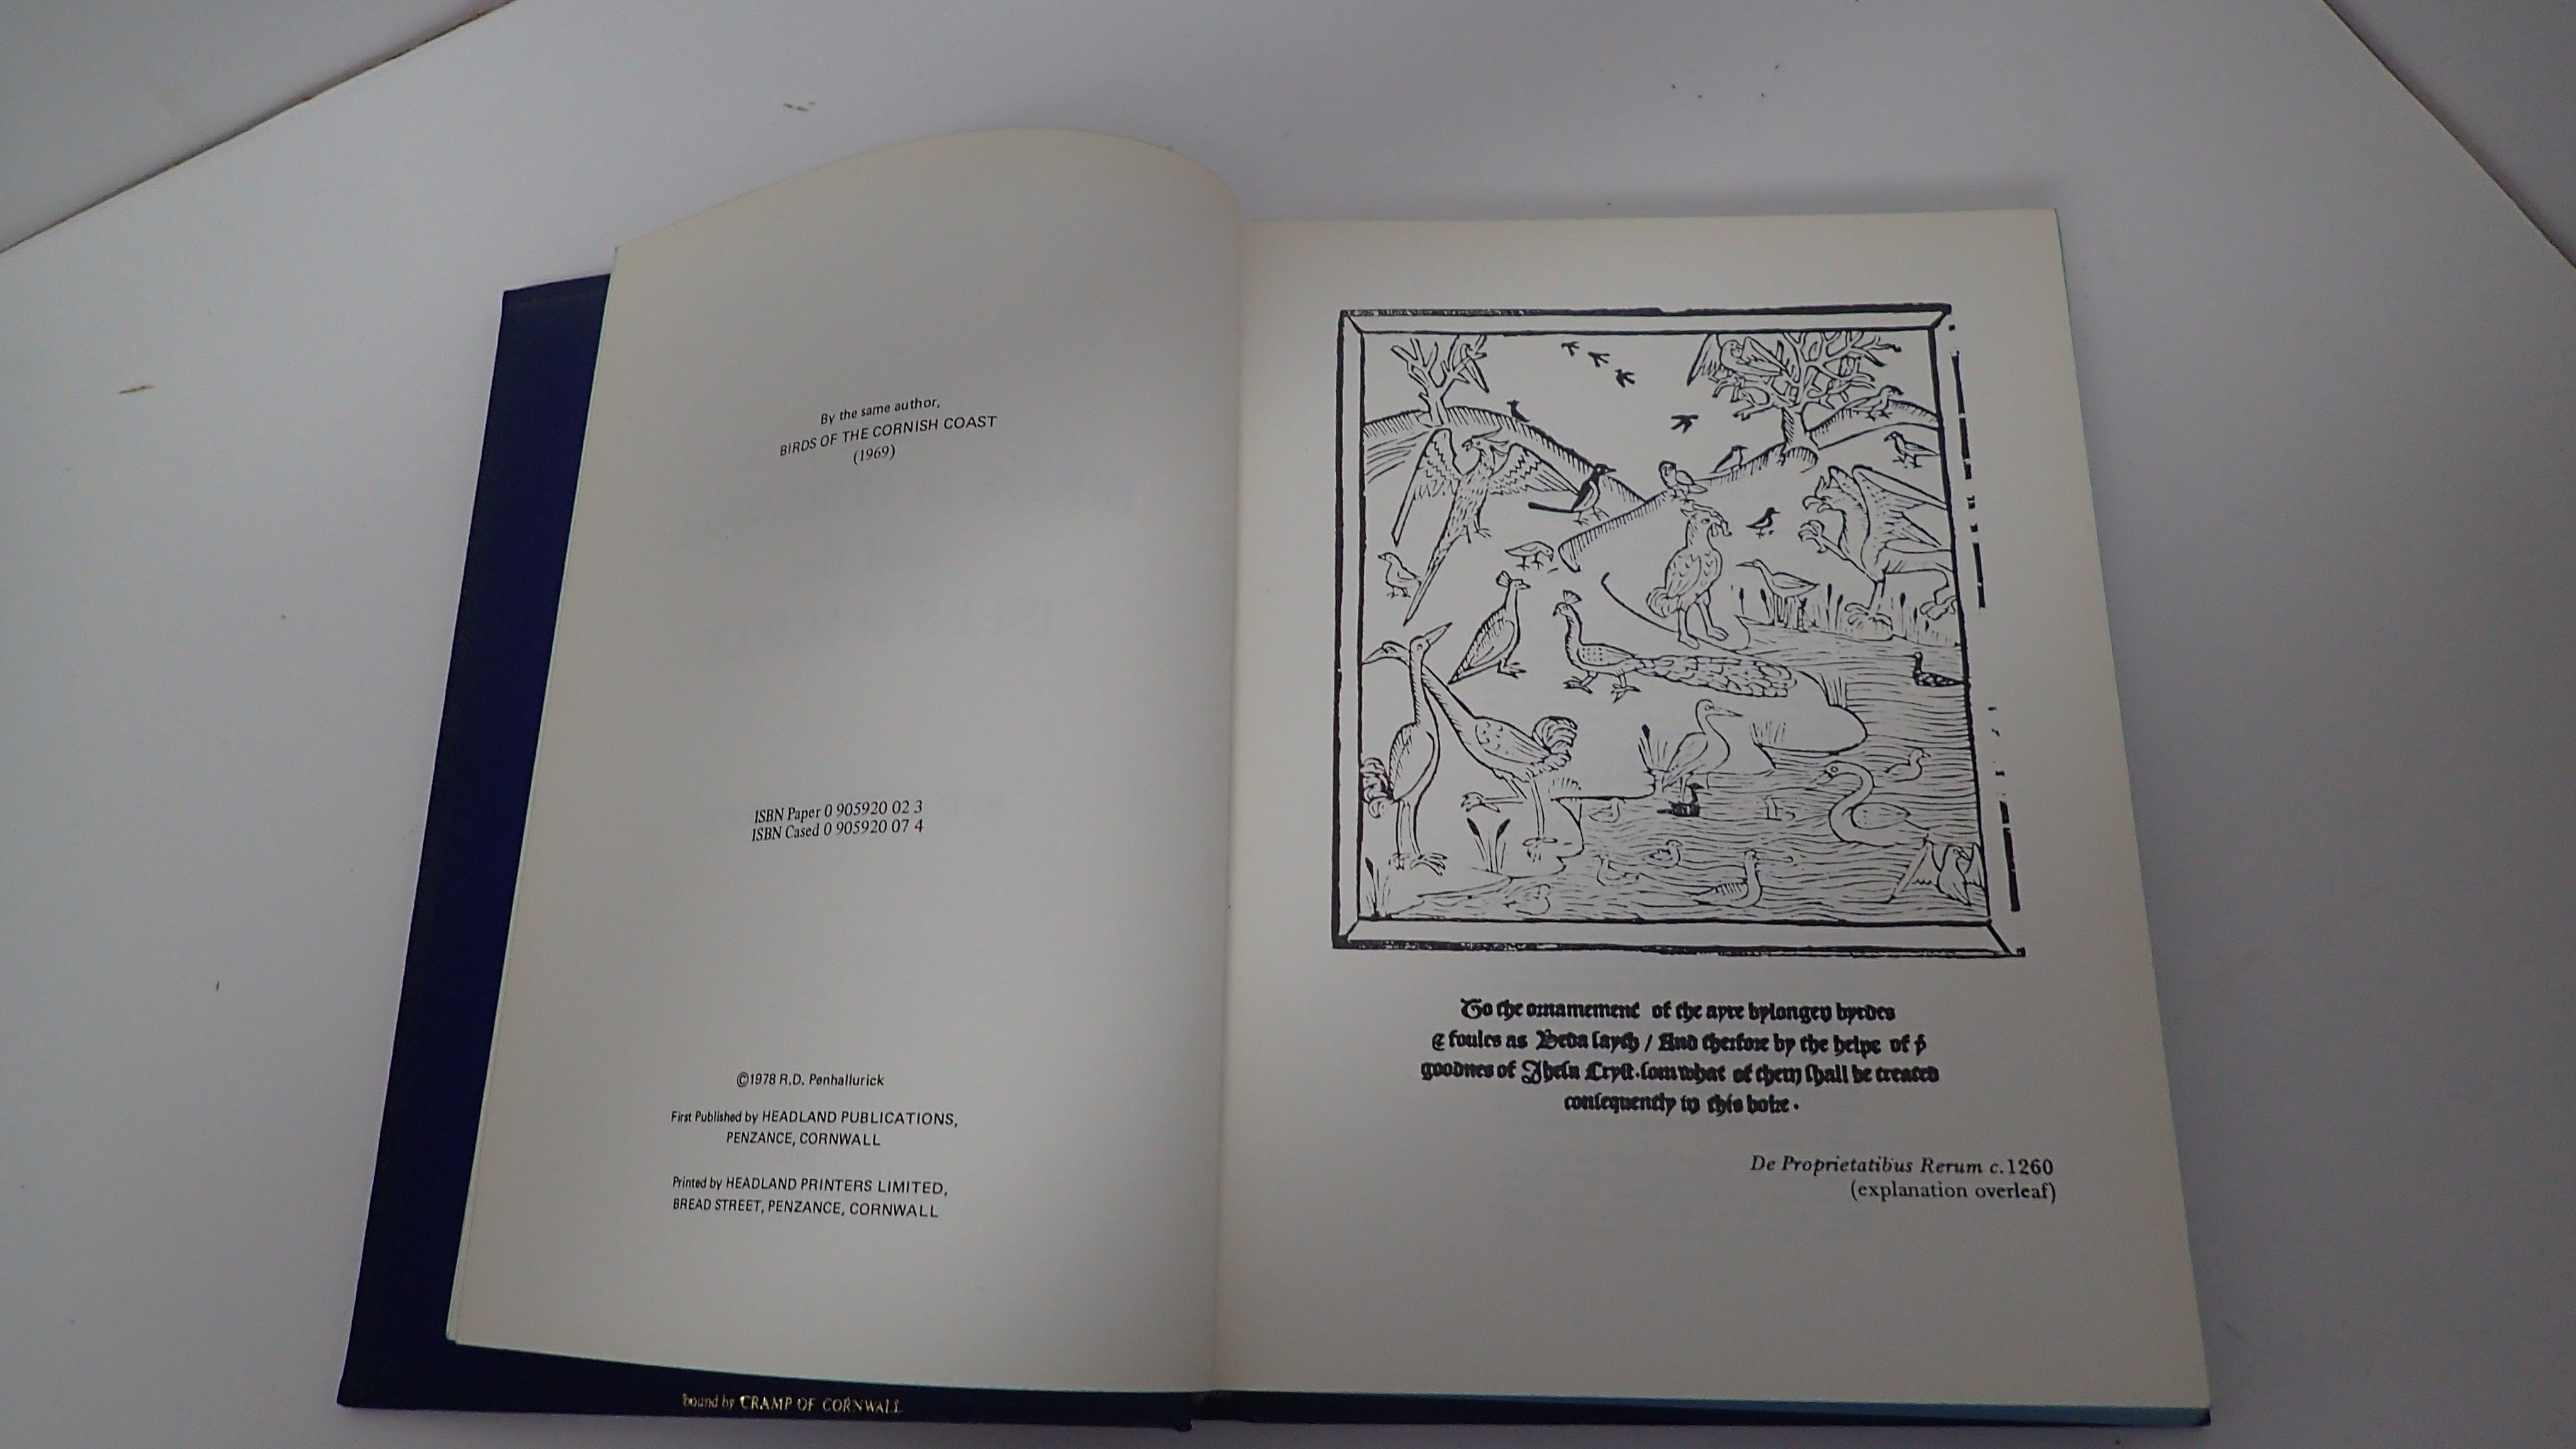 By the same author,
BIRDS OF THE CORNISH COAST
(1969)
ISBN Paper 0 905920 02 3
ISBN Cased 0 905920 07 4
©1978 R.D. Penhallurick
First Published by HEADLAND PUBLICATIONS,
PENZANCE, CORNWALL
Printed by HEADLAND PRINTERS LIMITED,
BREAD STREET, PENZANCE, CORNWALL
bound by CRAMP OF CORNWALL
To the ornamement of the ayre bylongen byrdes
& foules as Beda sayth / And therfore by the helpe of þͤ
goodnes of Jhesu Cryst. somwhat of them shall be treated
consequently in this boke.
De Proprietatibus Rerum c.1260
(explanation overleaf)